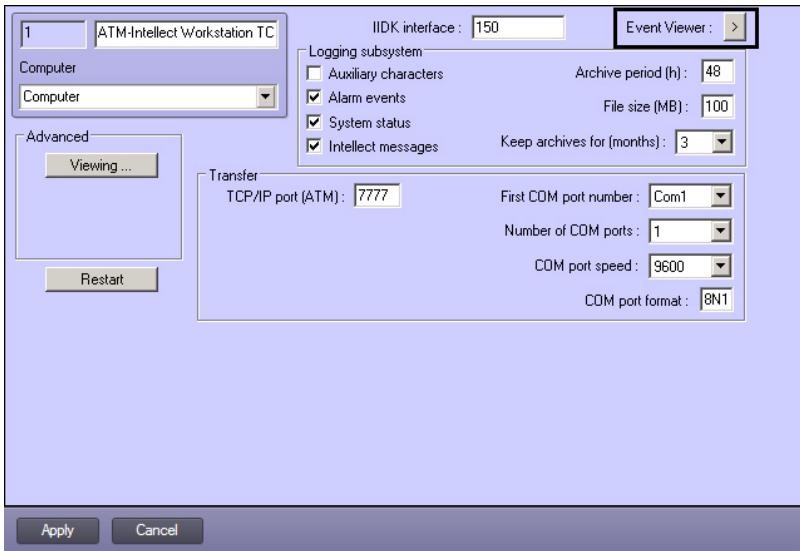 1 ATM-Intellect Workstation TC
IIDK interface : 150
Event Viewer : >
Computer
Computer
Logging subsystem
Auxiliary characters
Alarm events
System status
Intellect messages
Archive period (h) : 48
File size (MB) : 100
Keep archives for (months) : 3
Advanced
Viewing ...
Restart
Transfer
TCP/IP port (ATM) : 7777
First COM port number : Com1
Number of COM ports : 1
COM port speed : 9600
COM port format : 8N1
Apply Cancel